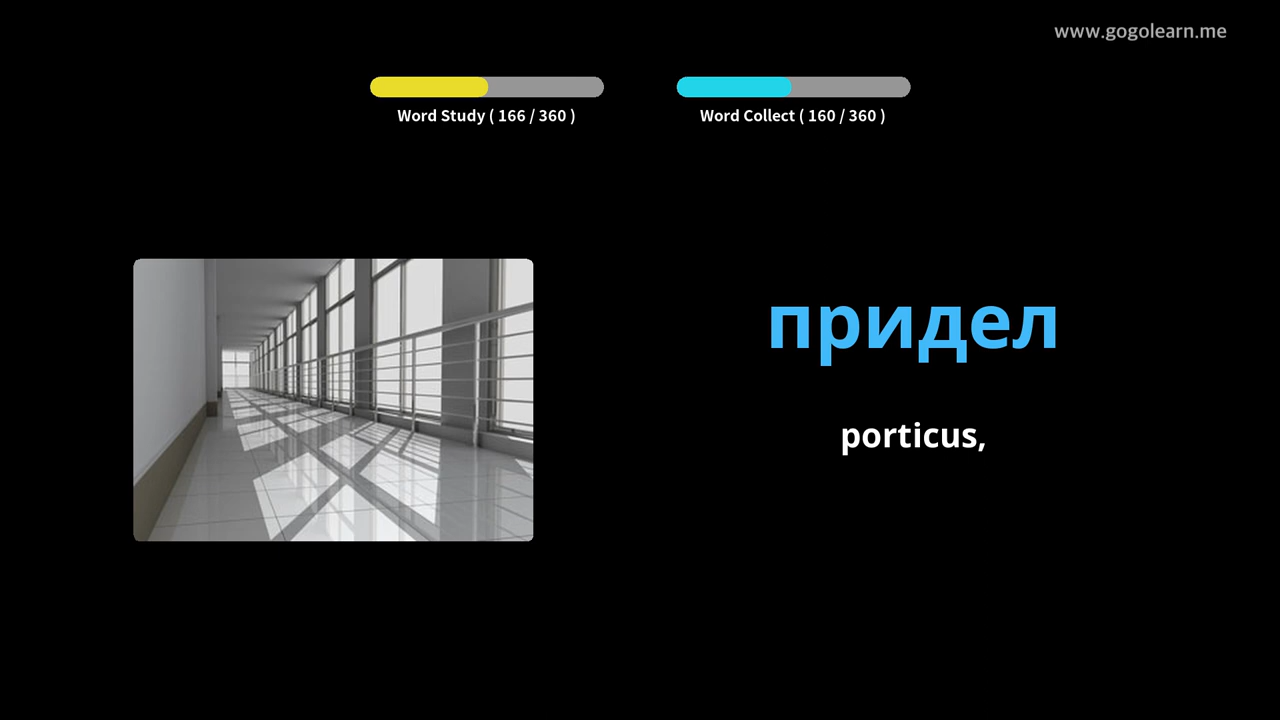 www.gogolearn.me
Word Study ( 166 / 360 )
Word Collect ( 160 / 360 )
придел
porticus,